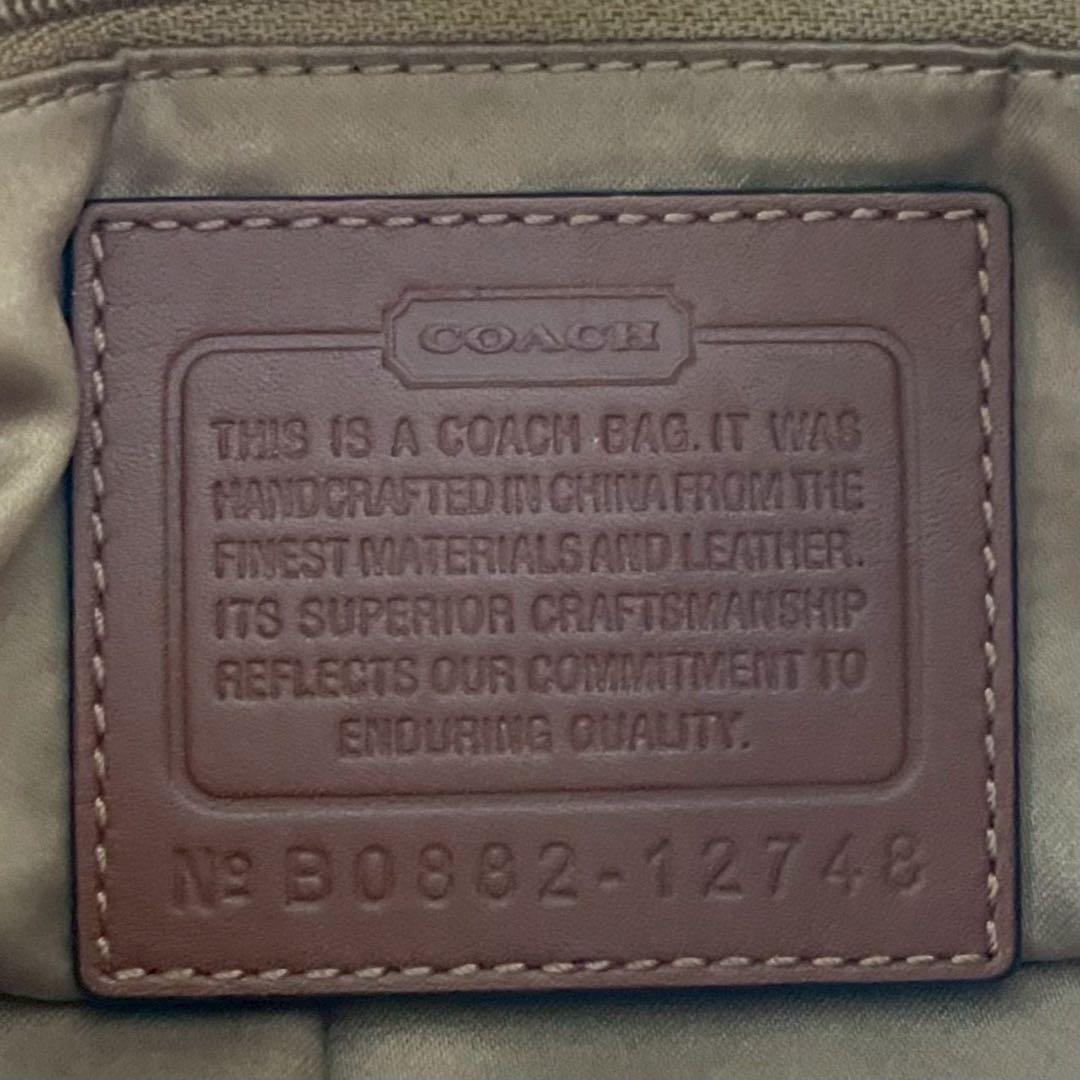 COACH
THIS IS A COACH BAG. IT WAS
HANDCRAFTED IN CHINA FROM THE
FINEST MATERIALS AND LEATHER.
ITS SUPERIOR CRAFTSMANSHIP
REFLECTS OUR COMMITMENT TO
ENDURING QUALITY.
Nº B0882-12748